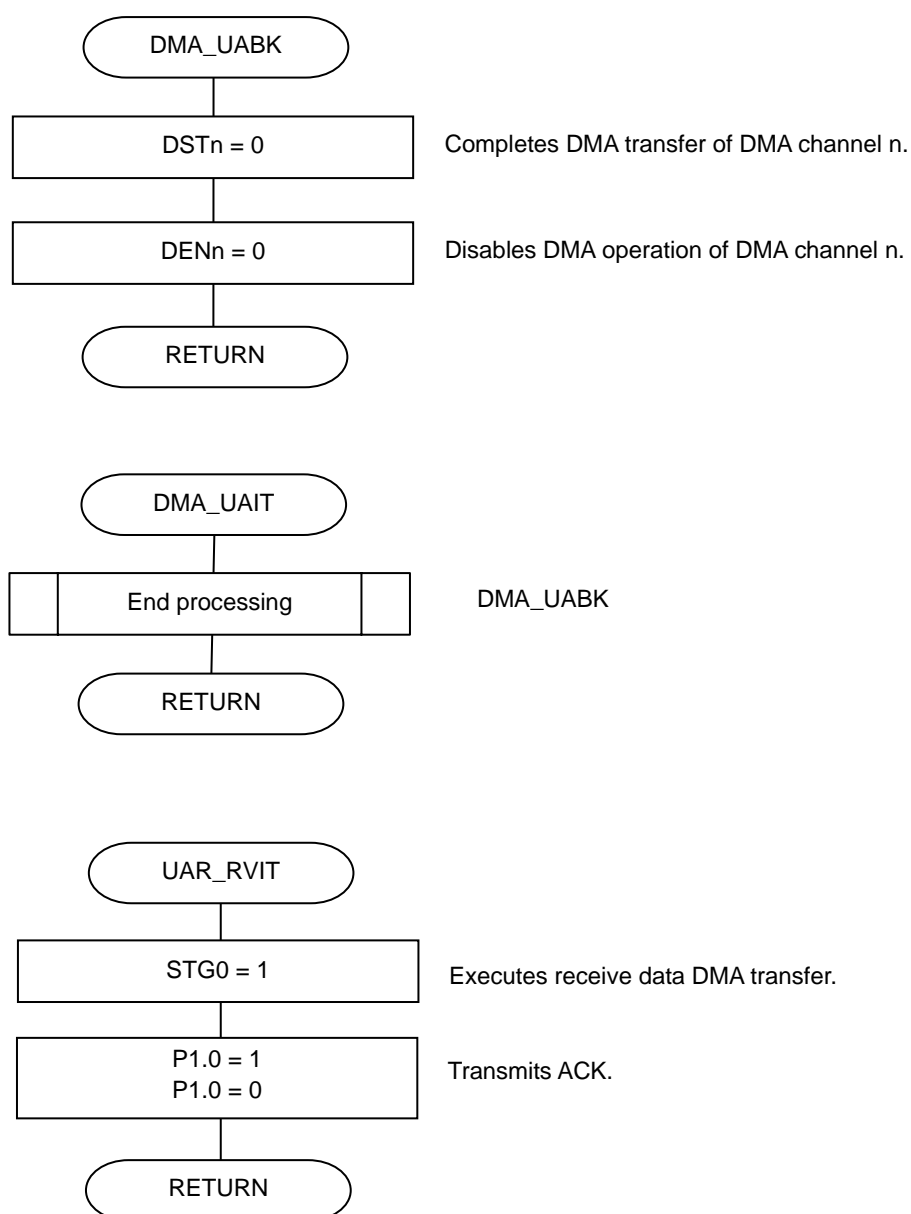 DMA_UABK
DSTn = 0
Completes DMA transfer of DMA channel n.
DENn = 0
Disables DMA operation of DMA channel n.
RETURN
DMA_UAIT
End processing
DMA_UABK
RETURN
UAR_RVIT
STG0 = 1
Executes receive data DMA transfer.
P1.0 = 1
P1.0 = 0
Transmits ACK.
RETURN